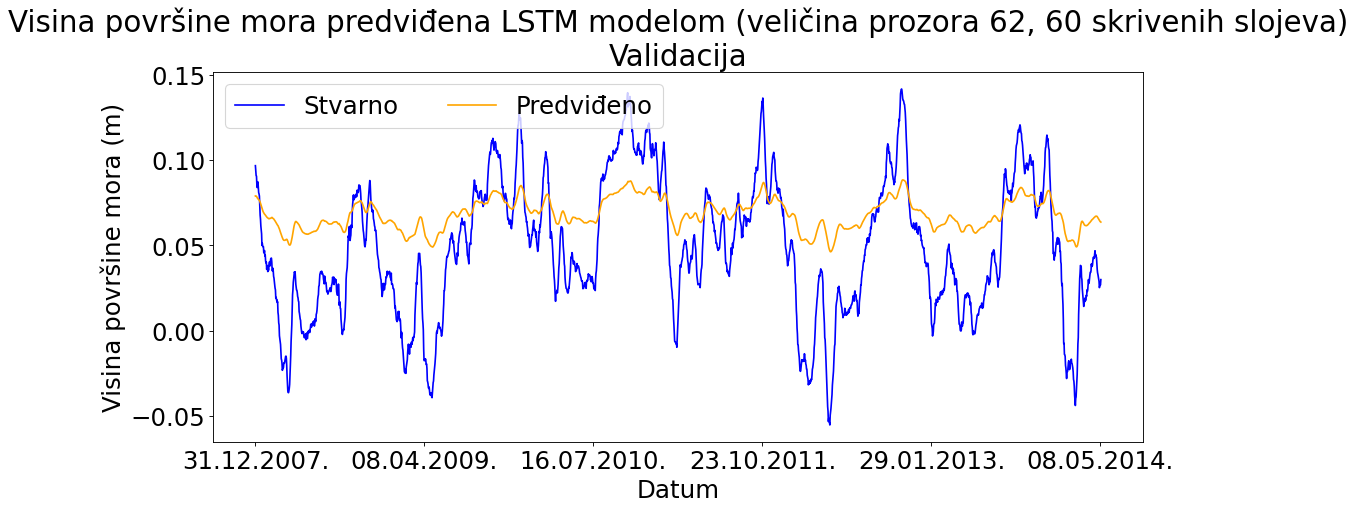 Visina površine mora predviđena LSTM modelom (veličina prozora 62, 60 skrivenih slojeva)
Validacija
Stvarno
Predviđeno
Visina površine mora (m)
0.15
0.10
0.05
0.00
−0.05
31.12.2007.
08.04.2009.
16.07.2010.
23.10.2011.
29.01.2013.
08.05.2014.
Datum